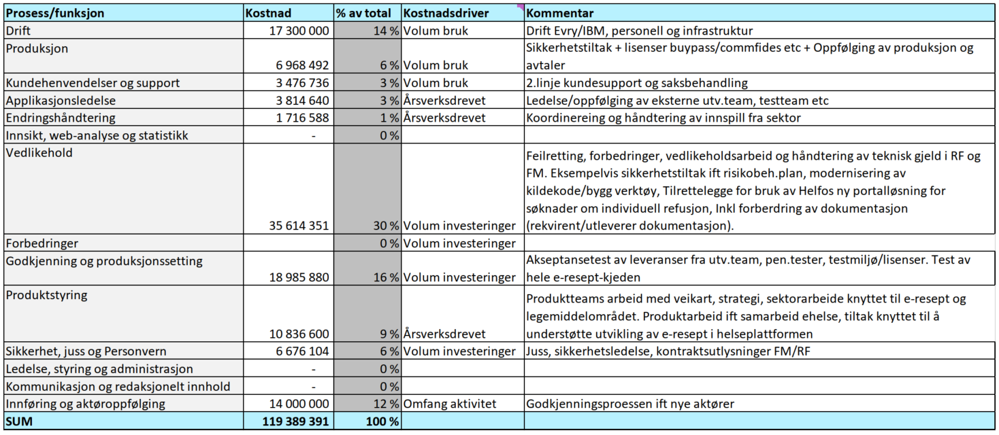 Prosess/funksjon Kostnad % av total Kostnadsdriver Kommentar
Drift 17 300 000 14 % Volum bruk Drift Evry/IBM, personell og infrastruktur
Produksjon 6 968 492 6 % Volum bruk Sikkerhetstiltak + lisenser buypass/commfides etc + Oppfølging av produksjon og
avtaler
Kundehenvendelser og support 3 476 736 3 % Volum bruk 2.linje kundesupport og saksbehandling
Applikasjonsledelse 3 814 640 3 % Årsverksdrevet Ledelse/oppfølging av eksterne utv.team, testteam etc
Endringshåndtering 1 716 588 1 % Årsverksdrevet Koordinereing og håndtering av innspill fra sektor
Innsikt, web-analyse og statistikk - 0 %
Vedlikehold 35 614 351 30 % Volum investeringer Feilretting, forbedringer, vedlikeholdsarbeid og håndtering av teknisk gjeld i RF og
FM. Eksempelvis sikkerhetstiltak ift risikobeh.plan, modernisering av
kildekode/bygg verktøy, Tilrettelegge for bruk av Helfos ny portalløsning for
søknader om individuell refusjon, Inkl forberdring av dokumentasjon
(rekvirent/utleverer dokumentasjon).
Forbedringer 0 % Volum investeringer
Godkjenning og produksjonssetting 18 985 880 16 % Volum investeringer Akseptansetest av leveranser fra utv.team, pen.tester, testmiljø/lisenser. Test av
hele e-resept-kjeden
Produktstyring 10 836 600 9 % Årsverksdrevet Produktteams arbeid med veikart, strategi, sektorarbeide knyttet til e-resept og
legemiddelområdet. Produktarbeid ift samarbeid ehelse, tiltak knyttet til å
understøtte utvikling av e-resept i helseplattformen
Sikkerhet, juss og Personvern 6 676 104 6 % Volum investeringer Juss, sikkerhetsledelse, kontraktsutlysninger FM/RF
Ledelse, styring og administrasjon - 0 %
Kommunikasjon og redaksjonelt innhold - 0 %
Innføring og aktøroppfølging 14 000 000 12 % Omfang aktivitet Godkjenningsproessen ift nye aktører
SUM 119 389 391 100 %